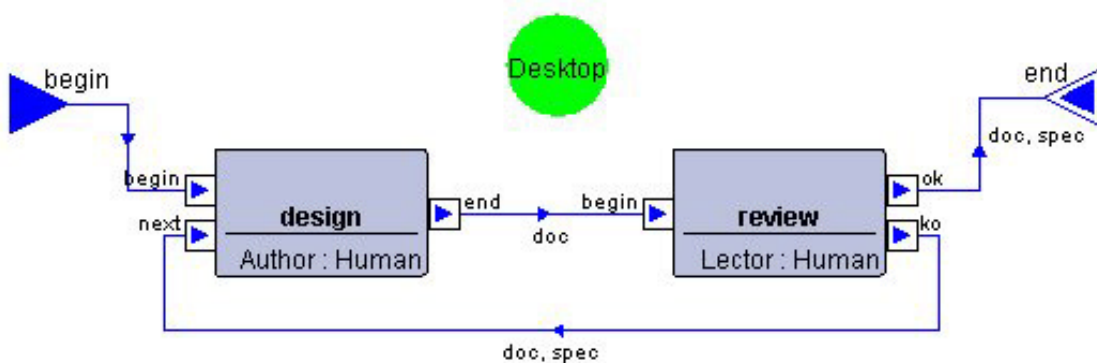 Desktop
begin
end
doc, spec
begin
next
design
Author : Human
end
doc
begin
review
Lector : Human
ok
ko
doc, spec